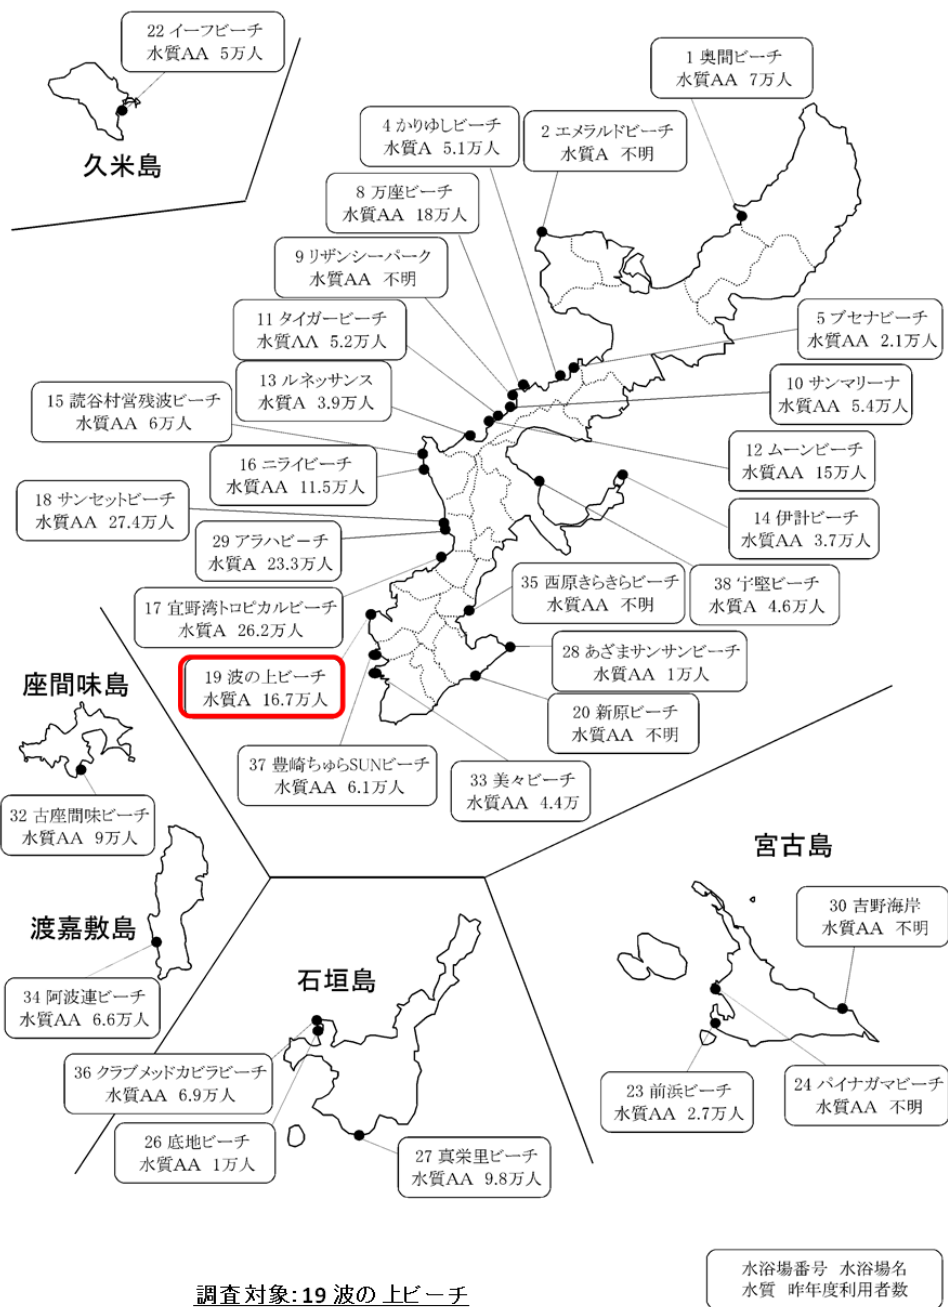 22 イーフビーチ
水質AA 5万人
久米島
1 奥間ビーチ
水質AA 7万人
4 かりゆしビーチ
水質A 5.1万人
2 エメラルドビーチ
水質A 不明
8 万座ビーチ
水質AA 18万人
9 リザンシーパーク
水質AA 不明
11 タイガービーチ
水質AA 5.2万人
5 ブセナビーチ
水質AA 2.1万人
13 ルネッサンス
水質A 3.9万人
10 サンマリーナ
水質AA 5.4万人
15 読谷村営残波ビーチ
水質AA 6万人
12 ムーンビーチ
水質AA 15万人
16 ニライビーチ
水質AA 11.5万人
18 サンセットビーチ
水質AA 27.4万人
14 伊計ビーチ
水質AA 3.7万人
29 アラハビーチ
水質A 23.3万人
35 西原きらきらビーチ
水質AA 不明
38 宇堅ビーチ
水質A 4.6万人
17 宜野湾トロピカルビーチ
水質A 26.2万人
28 あざまサンサンビーチ
水質AA 1万人
19 波の上ビーチ
水質A 16.7万人
20 新原ビーチ
水質AA 不明
座間味島
37 豊崎ちゅらSUNビーチ
水質AA 6.1万人
33 美々ビーチ
水質AA 4.4万
32 古座間味ビーチ
水質AA 9万人
宮古島
30 吉野海岸
水質AA 不明
渡嘉敷島
石垣島
34 阿波連ビーチ
水質AA 6.6万人
36 クラブメッドカビラビーチ
水質AA 6.9万人
23 前浜ビーチ
水質AA 2.7万人
24 パイナガマビーチ
水質AA 不明
26 底地ビーチ
水質AA 1万人
27 真栄里ビーチ
水質AA 9.8万人
水浴場番号 水浴場名
水質 昨年度利用者数
調査対象:19 波の上ビーチ